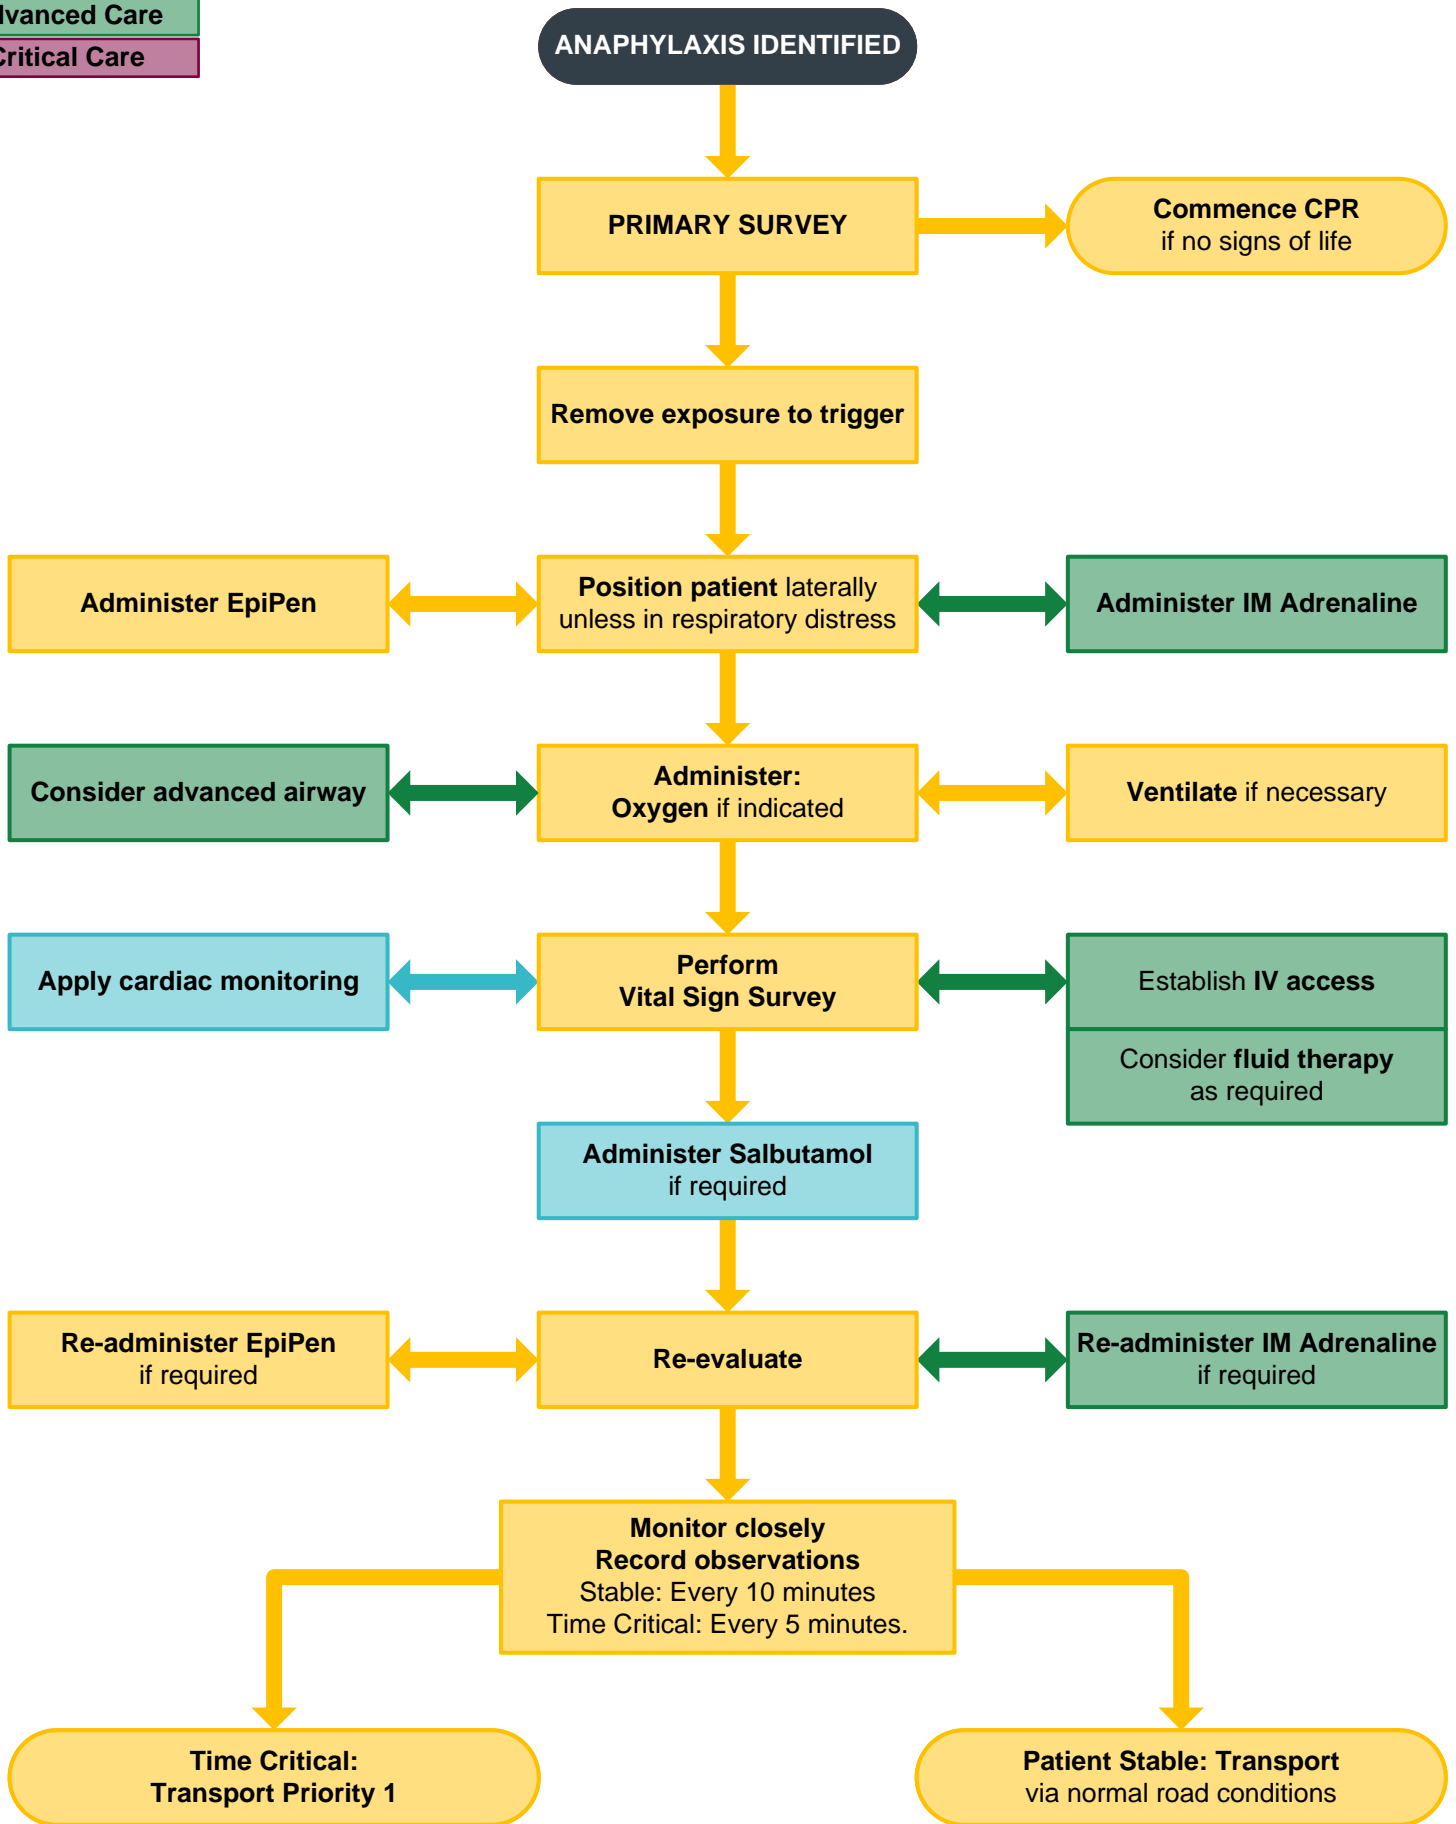 Care
Critical Care
ANAPHYLAXIS IDENTIFIED
PRIMARY SURVEY
Commence CPR
if no signs of life
Remove exposure to trigger
Administer EpiPen
Position patient laterally
unless in respiratory distress
Administer IM Adrenaline
Consider advanced airway
Administer:
Oxygen if indicated
Ventilate if necessary
Apply cardiac monitoring
Perform
Vital Sign Survey
Establish IV access
Consider fluid therapy
as required
Administer Salbutamol
if required
Re-administer EpiPen
if required
Re-evaluate
Re-administer IM Adrenaline
if required
Monitor closely
Record observations
Stable: Every 10 minutes
Time Critical: Every 5 minutes.
Time Critical:
Transport Priority 1
Patient Stable: Transport
via normal road conditions